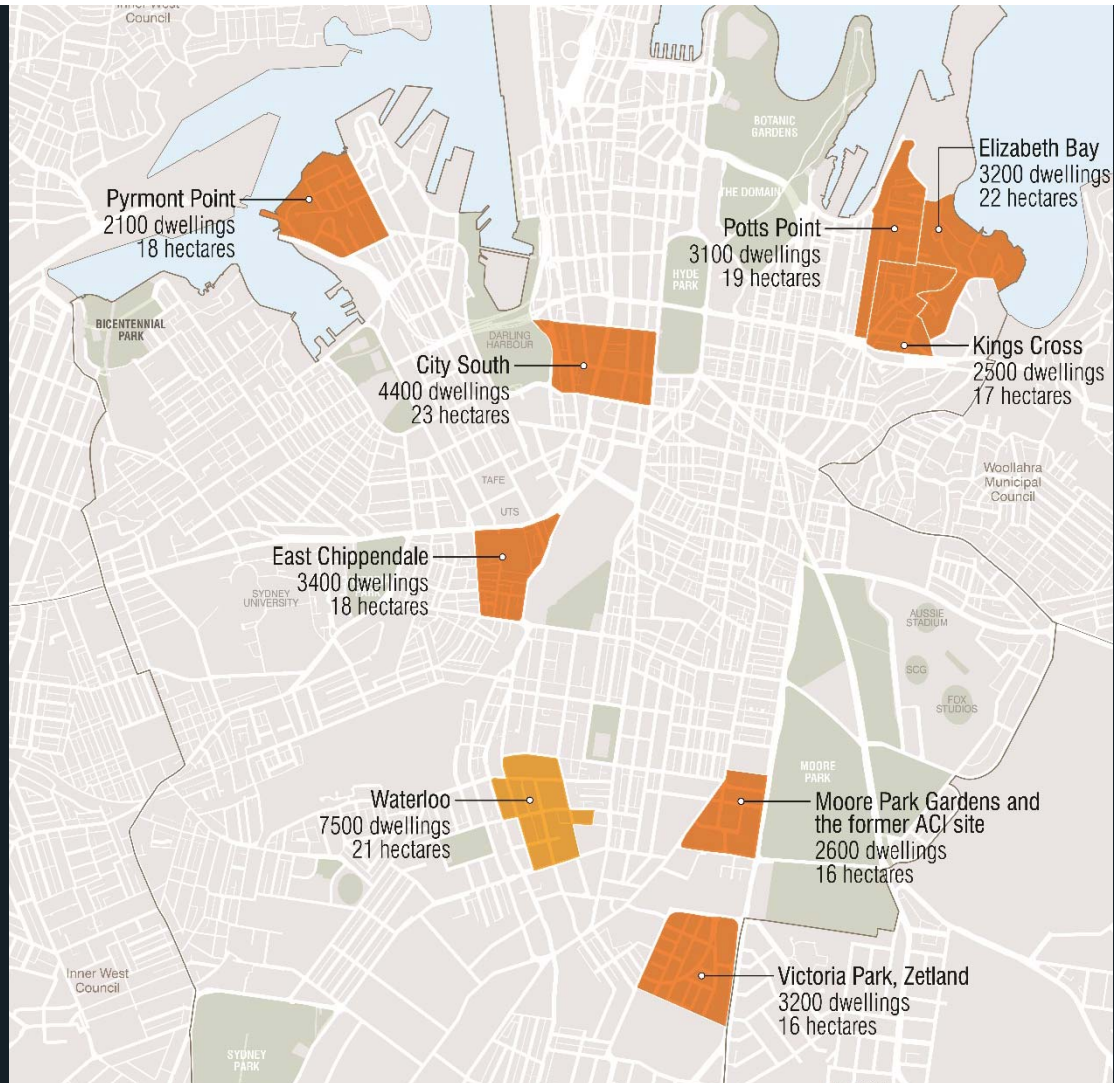 Inner West
Council
BOTANIC
GARDENS
Elizabeth Bay
3200 dwellings
22 hectares
Pyrmont Point
2100 dwellings
18 hectares
THE DOMAIN
Potts Point
3100 dwellings
19 hectares
HYDE
PARK
BICENTENNIAL
PARK
DARLING
HARBOUR
City South
4400 dwellings
23 hectares
Kings Cross
2500 dwellings
17 hectares
Woollahra
Municipal
Council
TAFE
UTS
East Chippendale
3400 dwellings
18 hectares
SYDNEY
UNIVERSITY
AUSSIE
STADIUM
SCG
FOX
STUDIOS
MOORE
PARK
Waterloo
7500 dwellings
21 hectares
Moore Park Gardens and
the former ACI site
2600 dwellings
16 hectares
Victoria Park, Zetland
3200 dwellings
16 hectares
Inner West
Council
SYDNEY
PARK